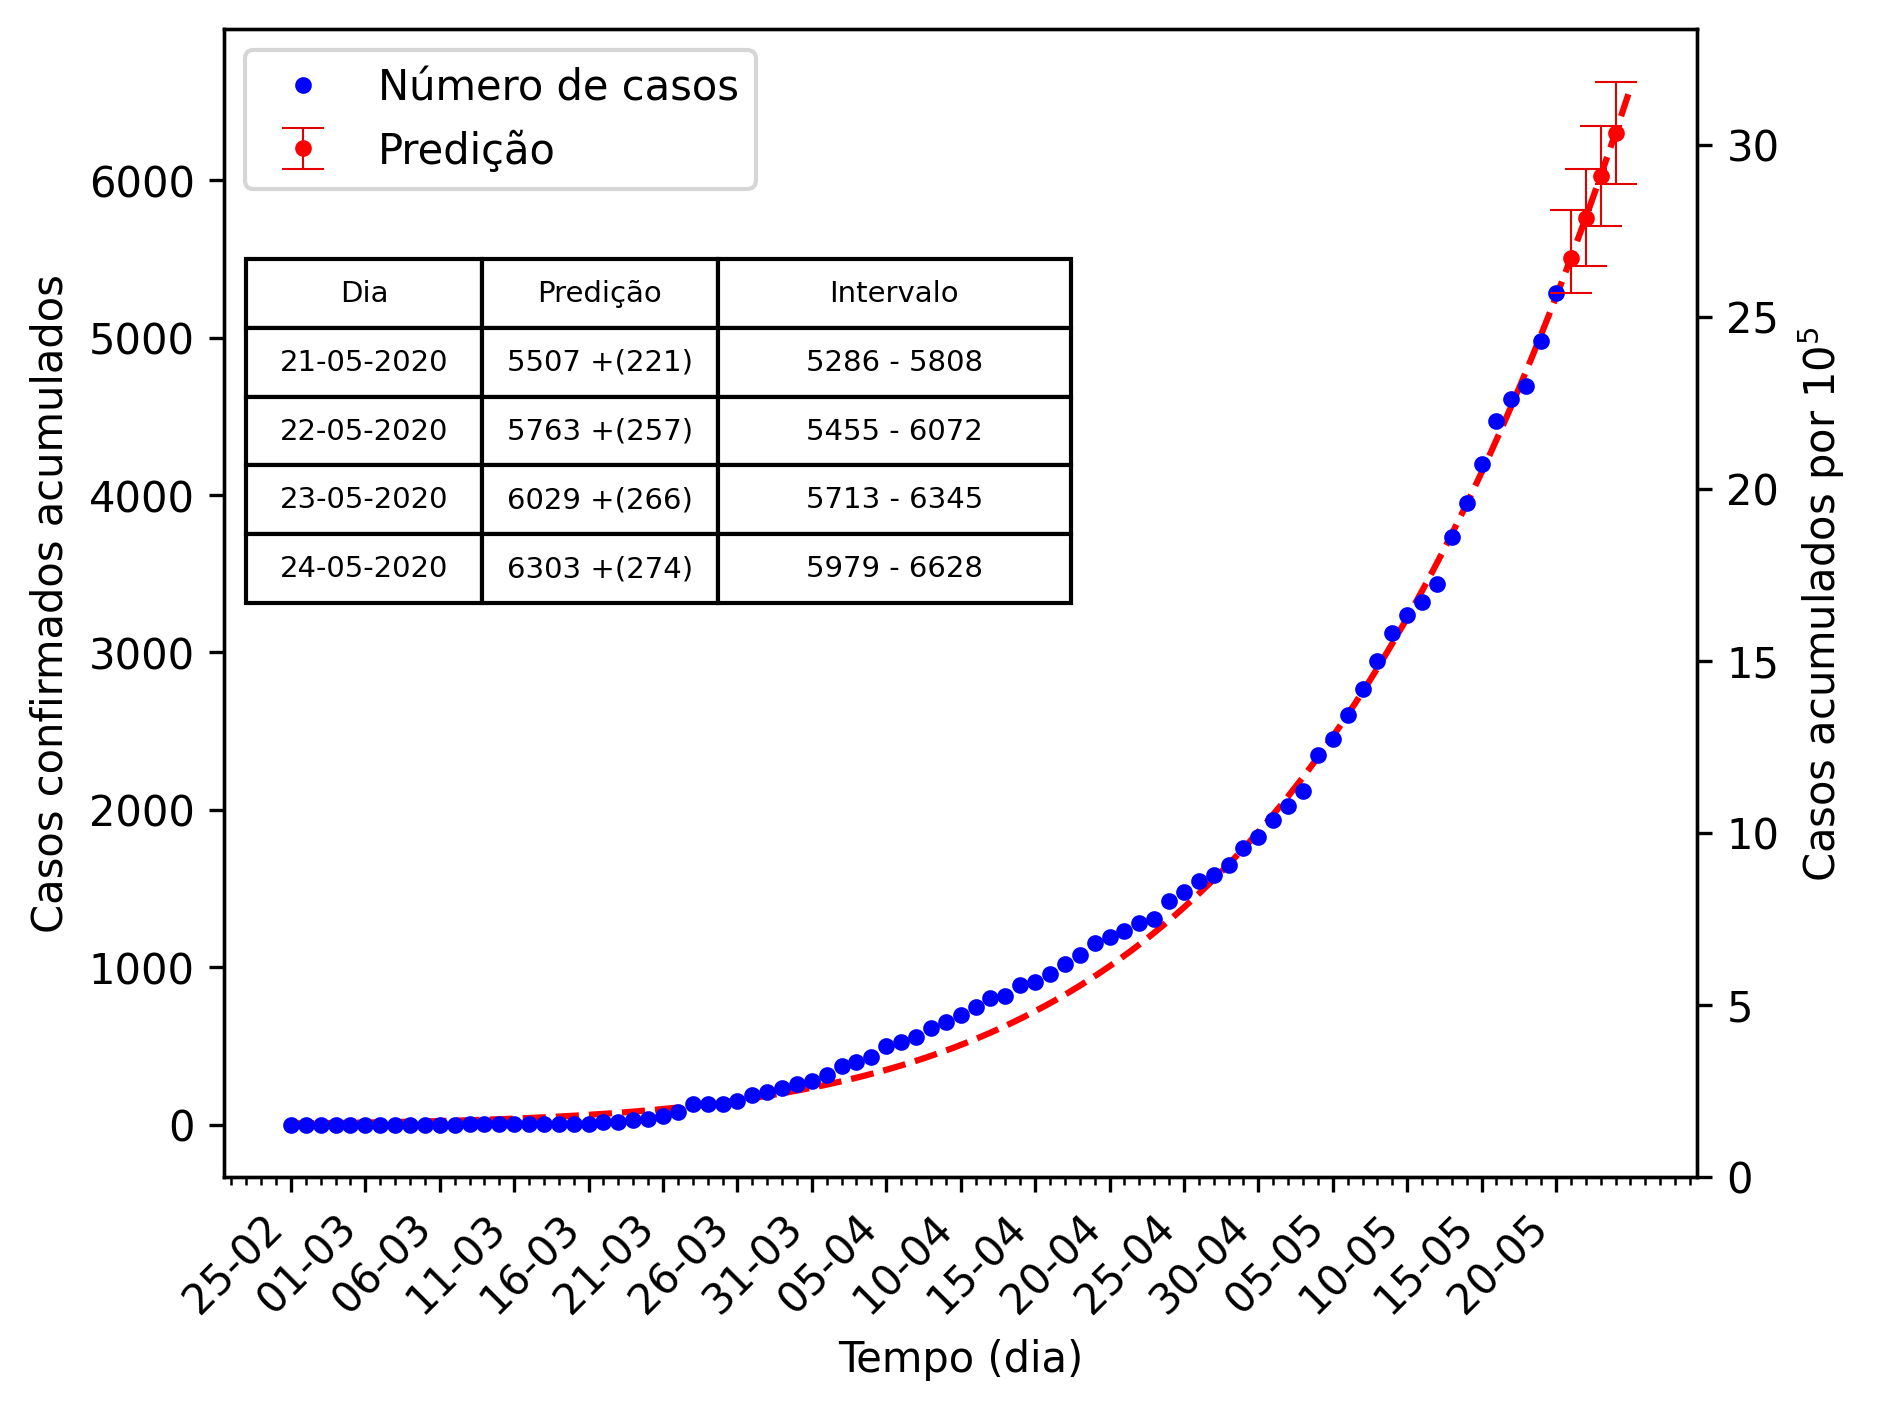 Número de casos
Predição
Dia Predição Intervalo
21-05-2020 5507 +(221) 5286 - 5808
22-05-2020 5763 +(257) 5455 - 6072
23-05-2020 6029 +(266) 5713 - 6345
24-05-2020 6303 +(274) 5979 - 6628
Casos confirmados acumulados
6000
5000
4000
3000
2000
1000
0
Casos acumulados por 10⁵
30
25
20
15
10
5
0
25-02 01-03 06-03 11-03 16-03 21-03 26-03 31-03 05-04 10-04 15-04 20-04 25-04 30-04 05-05 10-05 15-05 20-05
Tempo (dia)